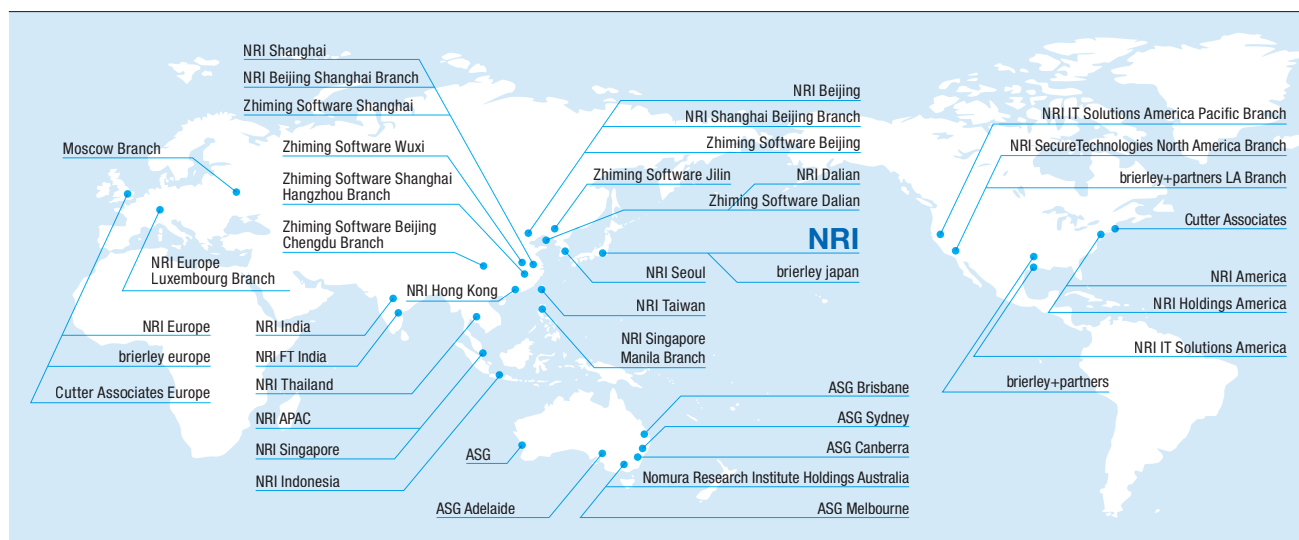 NRI Shanghai
NRI Beijing Shanghai Branch
Zhiming Software Shanghai
Moscow Branch
Zhiming Software Wuxi
Zhiming Software Shanghai
Hangzhou Branch
Zhiming Software Beijing
Chengdu Branch
NRI Europe
Luxembourg Branch
NRI Hong Kong
NRI Europe
brierley europe
Cutter Associates Europe
NRI India
NRI FT India
NRI Thailand
NRI APAC
NRI Singapore
NRI Indonesia
NRI Beijing
NRI Shanghai Beijing Branch
Zhiming Software Beijing
Zhiming Software Jilin
NRI Dalian
Zhiming Software Dalian
NRI
brierley japan
NRI Seoul
NRI Taiwan
NRI Singapore
Manila Branch
ASG Brisbane
ASG Sydney
ASG Canberra
ASG
Nomura Research Institute Holdings Australia
ASG Adelaide
ASG Melbourne
NRI IT Solutions America Pacific Branch
NRI SecureTechnologies North America Branch
brierley+partners LA Branch
Cutter Associates
NRI America
NRI Holdings America
NRI IT Solutions America
brierley+partners